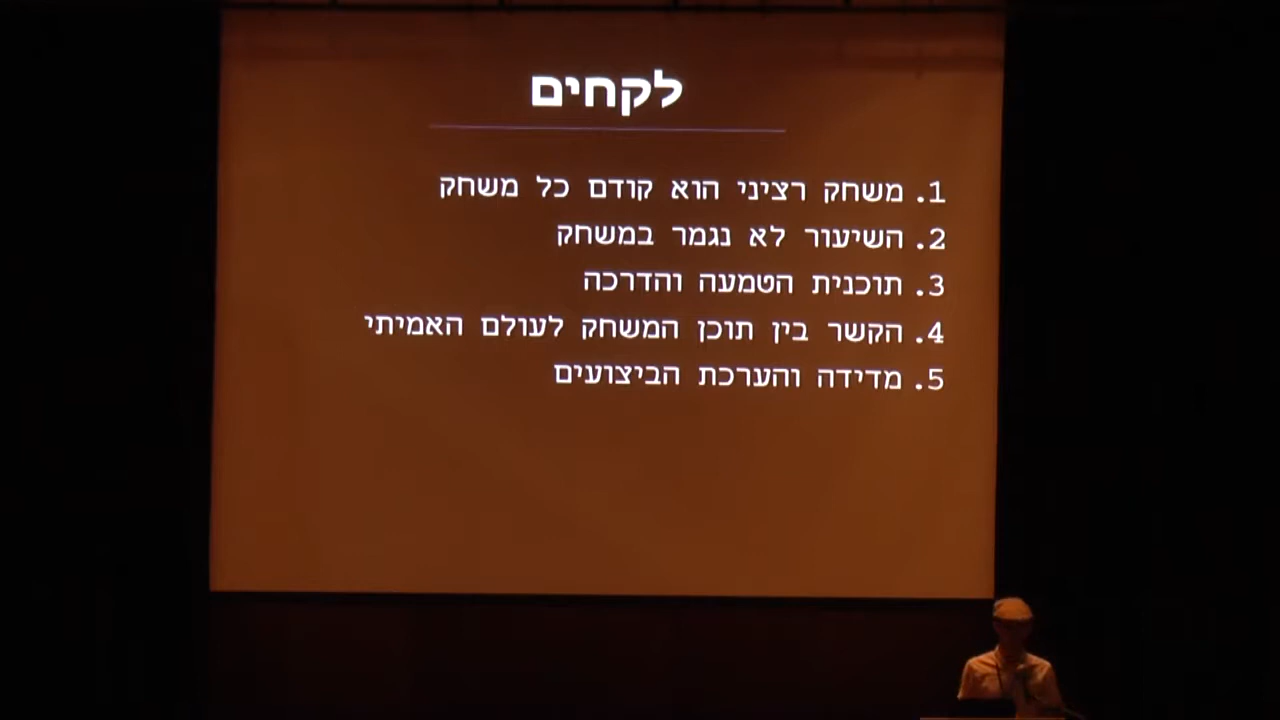 לקחים
1. משחק רציני הוא קודם כל משחק
2. השיעור לא נגמר במשחק
3. תוכנית הטמעה והדרכה
4. הקשר בין תוכן המשחק לעולם האמיתי
5. מדידה והערכת הביצועים